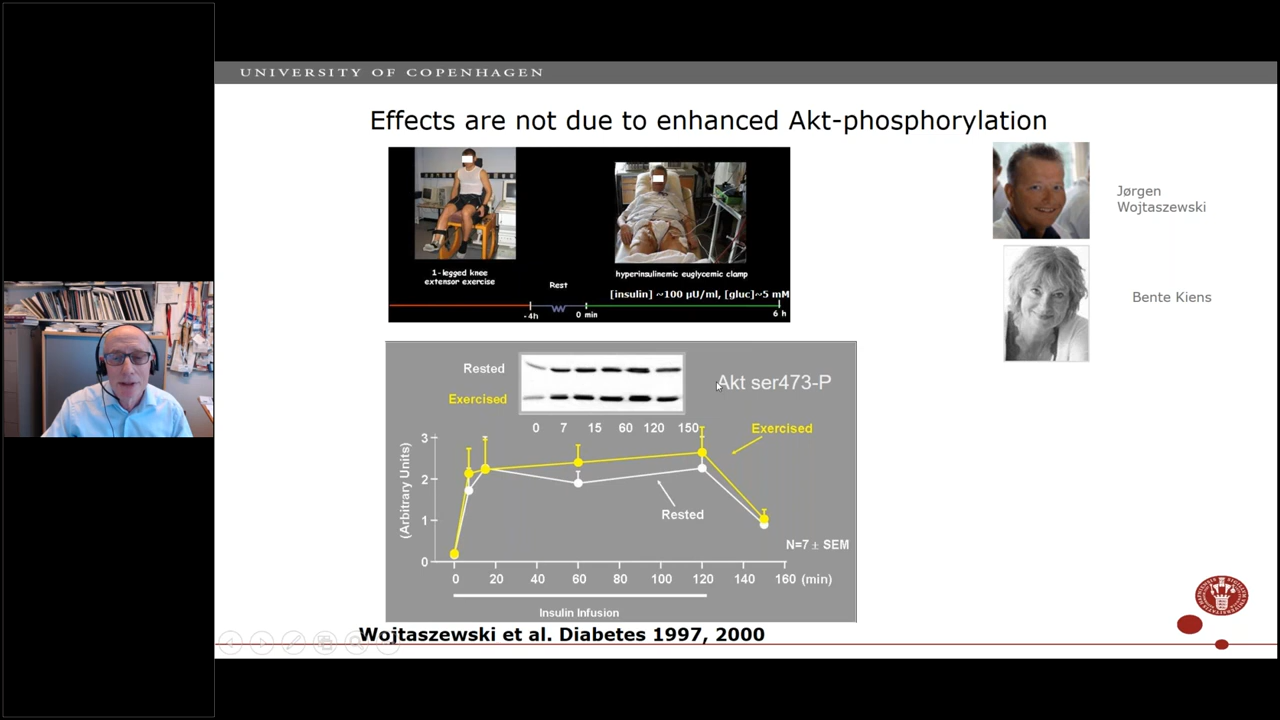 UNIVERSITY OF COPENHAGEN
Effects are not due to enhanced Akt-phosphorylation
1-legged knee
extensor exercise
Rest
hyperinsulinemic euglycemic clamp
[insulin] ~100 µU/ml, [gluc]~5 mM
-4h
0 min
6 h
Jørgen
Wojtaszewski
Bente Kiens
Rested
Exercised
Akt ser473-P
0 7 15 60 120 150
Exercised
Rested
(Arbitrary Units)
3
2
1
0
N=7 ± SEM
0 20 40 60 80 100 120 140 160 (min)
Insulin Infusion
Wojtaszewski et al. Diabetes 1997, 2000